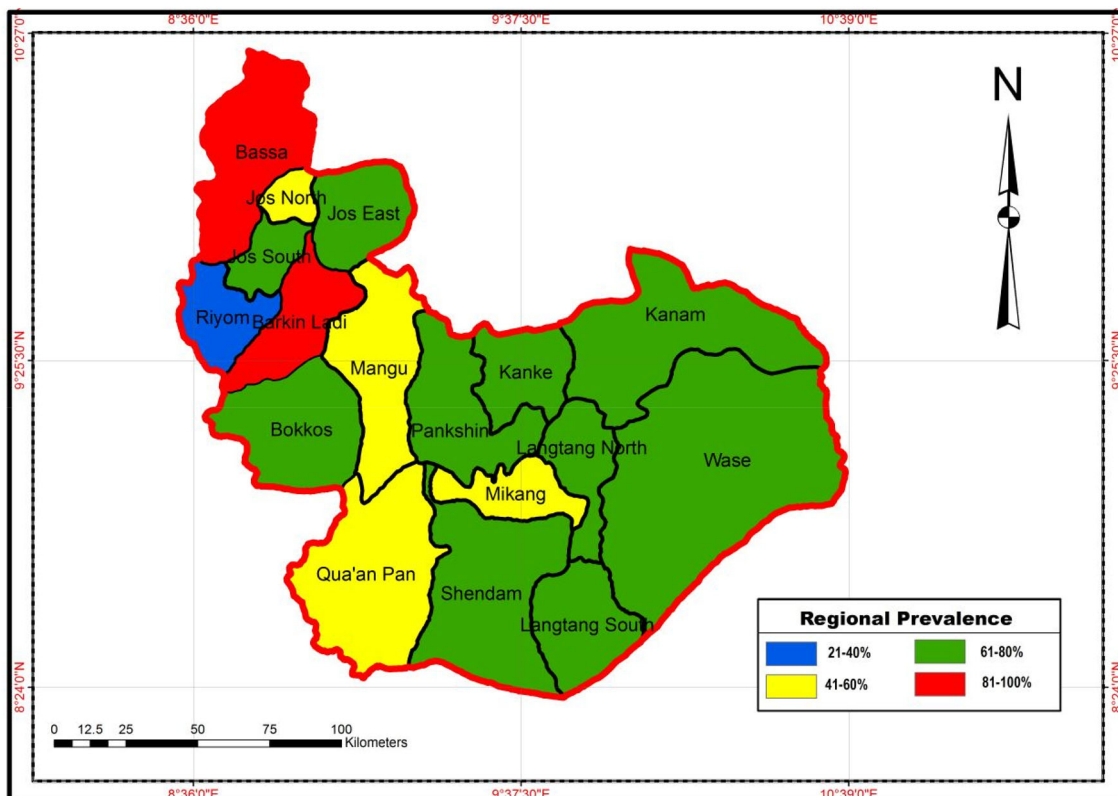 8°36'0"E 9°37'30"E 10°39'0"E
10°27'0"N 10°27'0"N
N
Bassa
Jos North
Jos East
Jos South
Riyom
Barkin Ladi
Kanam
Mangu
Kanke
Bokkos
Pankshin
Langtang North
Wase
Mikang
Qua'an Pan
Shendam
Langtang South
9°25'30"N 9°25'30"N
Regional Prevalence
21-40% 61-80%
41-60% 81-100%
8°24'0"N 8°24'0"N
0 12.5 25 50 75 100
Kilometers
8°36'0"E 9°37'30"E 10°39'0"E